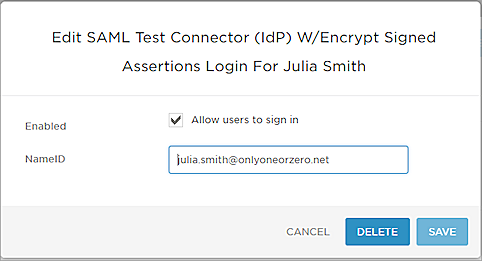 Edit SAML Test Connector (IdP) W/Encrypt Signed
Assertions Login For Julia Smith
Enabled
Allow users to sign in
NameID
julia.smith@onlyoneorzero.net
CANCEL
DELETE
SAVE